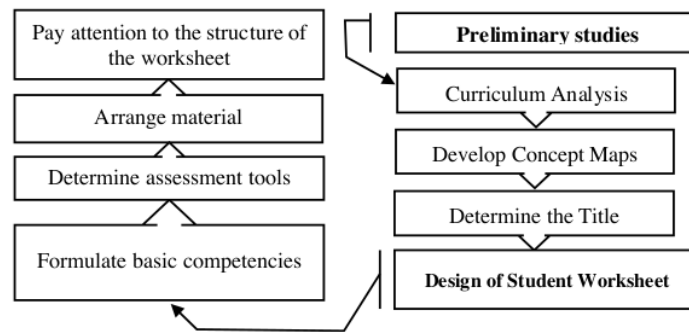 Pay attention to the structure of
the worksheet
Arrange material
Determine assessment tools
Formulate basic competencies
Preliminary studies
Curriculum Analysis
Develop Concept Maps
Determine the Title
Design of Student Worksheet